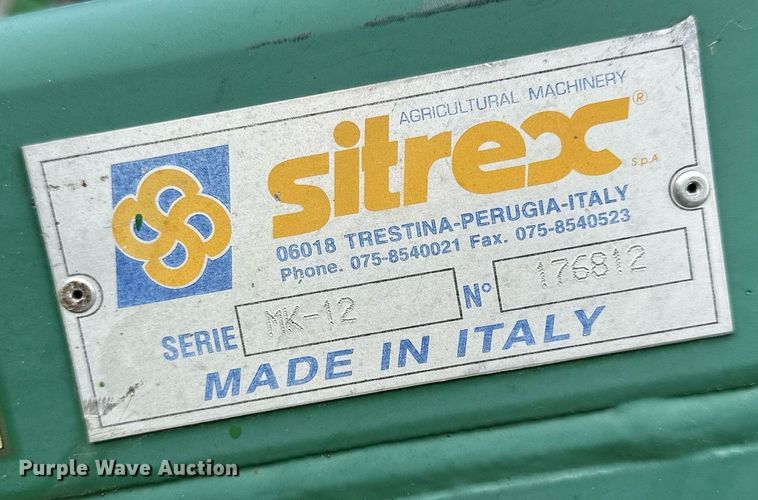 AGRICULTURAL MACHINERY
sitrex®
S.p.A
06018 TRESTINA-PERUGIA-ITALY
Phone. 075-8540021 Fax. 075-8540523
SERIE MK-12 N° 176812
MADE IN ITALY
Purple Wave Auction